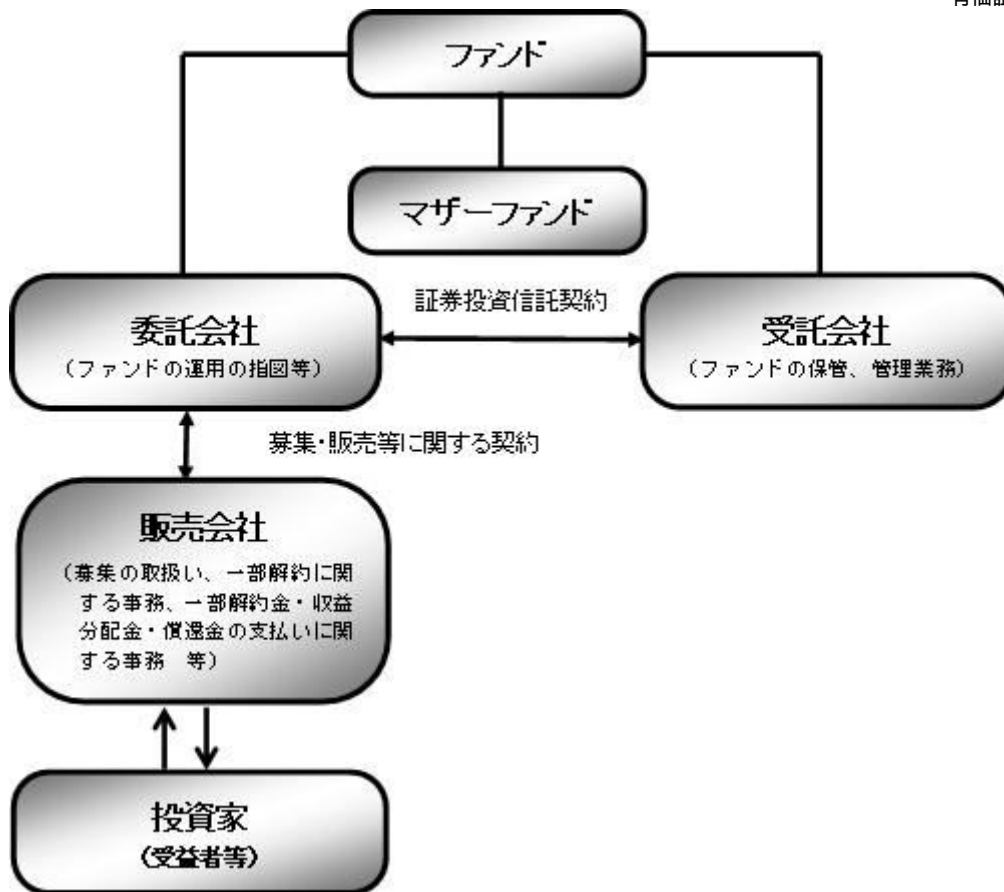 ファンド
マザーファンド
証券投資信託契約
委託会社
(ファンドの運用の指図等)
受託会社
(ファンドの保管、管理業務)
募集・販売等に関する契約
販売会社
(募集の取扱い、一部解約に関
する事務、一部解約金・収益
分配金・償還金の支払いに関
する事務 等)
投資家
(受益者等)